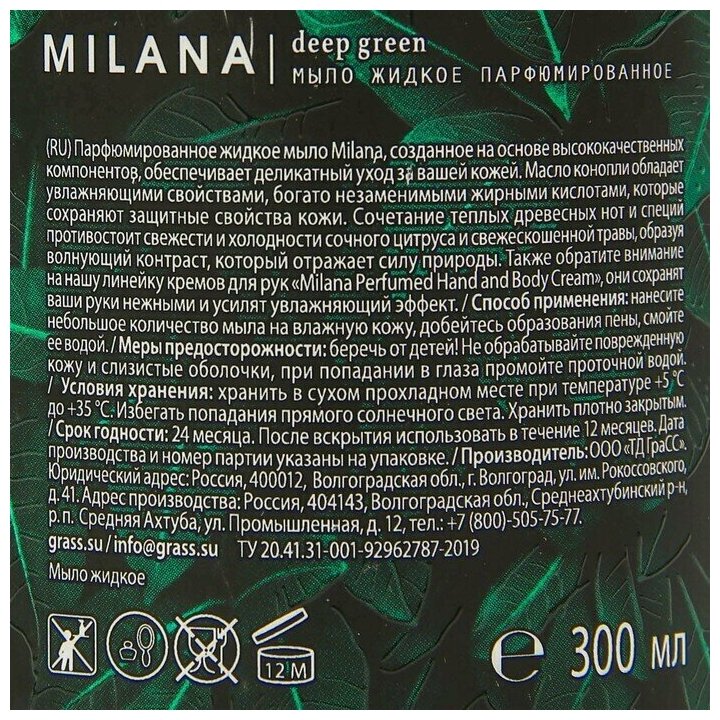 MILANA | deep green
МЫЛО ЖИДКОЕ ПАРФЮМИРОВАННОЕ
(RU) Парфюмированное жидкое мыло Milana, созданное на основе высококачественных
компонентов, обеспечивает деликатный уход за вашей кожей. Масло конопли обладает
увлажняющими свойствами, богато незаменимыми жирными кислотами, которые
сохраняют защитные свойства кожи. Сочетание теплых древесных нот и специй
противостоит свежести и холодности сочного цитруса и свежескошенной травы, образуя
волнующий контраст, который отражает силу природы. Также обратите внимание
на нашу линейку кремов для рук «Milana Perfumed Hand and Body Cream», они сохранят
ваши руки нежными и усилят увлажняющий эффект. / Способ применения: нанесите
небольшое количество мыла на влажную кожу, добейтесь образования пены, смойте
ее водой. / Меры предосторожности: беречь от детей! Не обрабатывайте поврежденную
кожу и слизистые оболочки, при попадании в глаза промойте проточной водой.
/ Условия хранения: хранить в сухом прохладном месте при температуре +5 °C
до +35 °C. Избегать попадания прямого солнечного света. Хранить плотно закрытым.
/ Срок годности: 24 месяца. После вскрытия использовать в течение 12 месяцев. Дата
производства и номер партии указаны на упаковке. / Производитель: ООО «ТД ГраСС».
Юридический адрес: Россия, 400012, Волгоградская обл., г. Волгоград, ул. им. Рокоссовского,
д. 41. Адрес производства: Россия, 404143, Волгоградская обл., Среднеахтубинский р-н,
р. п. Средняя Ахтуба, ул. Промышленная, д. 12, тел.: +7 (800)-505-75-77.
grass.su / info@grass.su ТУ 20.41.31-001-92962787-2019
Мыло жидкое
12 M
℮ 300 мл